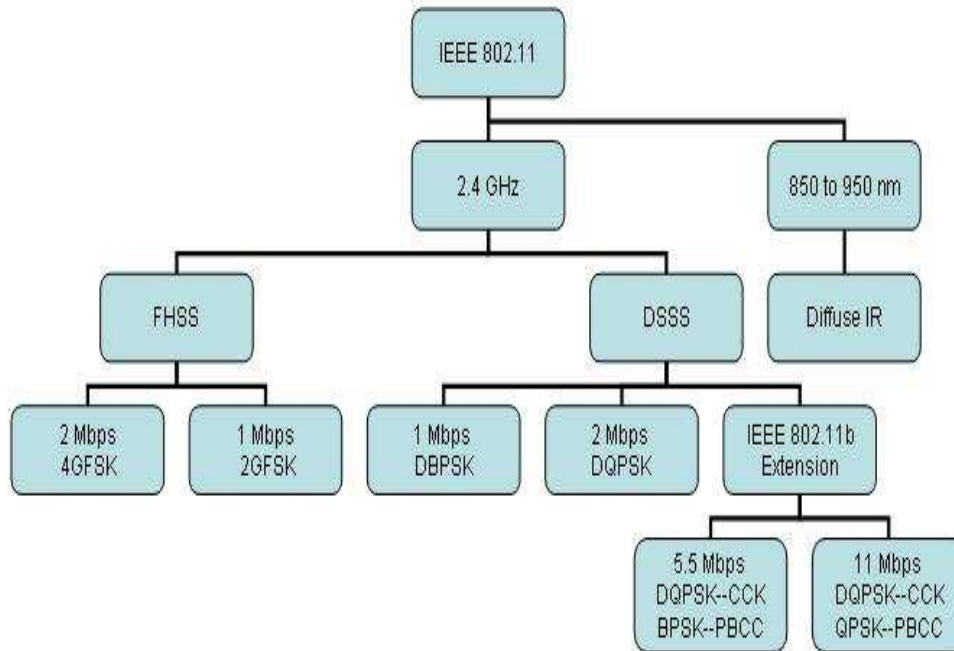 IEEE 802.11
2.4 GHz
850 to 950 nm
FHSS
DSSS
Diffuse IR
2 Mbps
4GFSK
1 Mbps
2GFSK
1 Mbps
DBPSK
2 Mbps
DQPSK
IEEE 802.11b
Extension
5.5 Mbps
DQPSK--CCK
BPSK--PBCC
11 Mbps
DQPSK--CCK
QPSK--PBCC